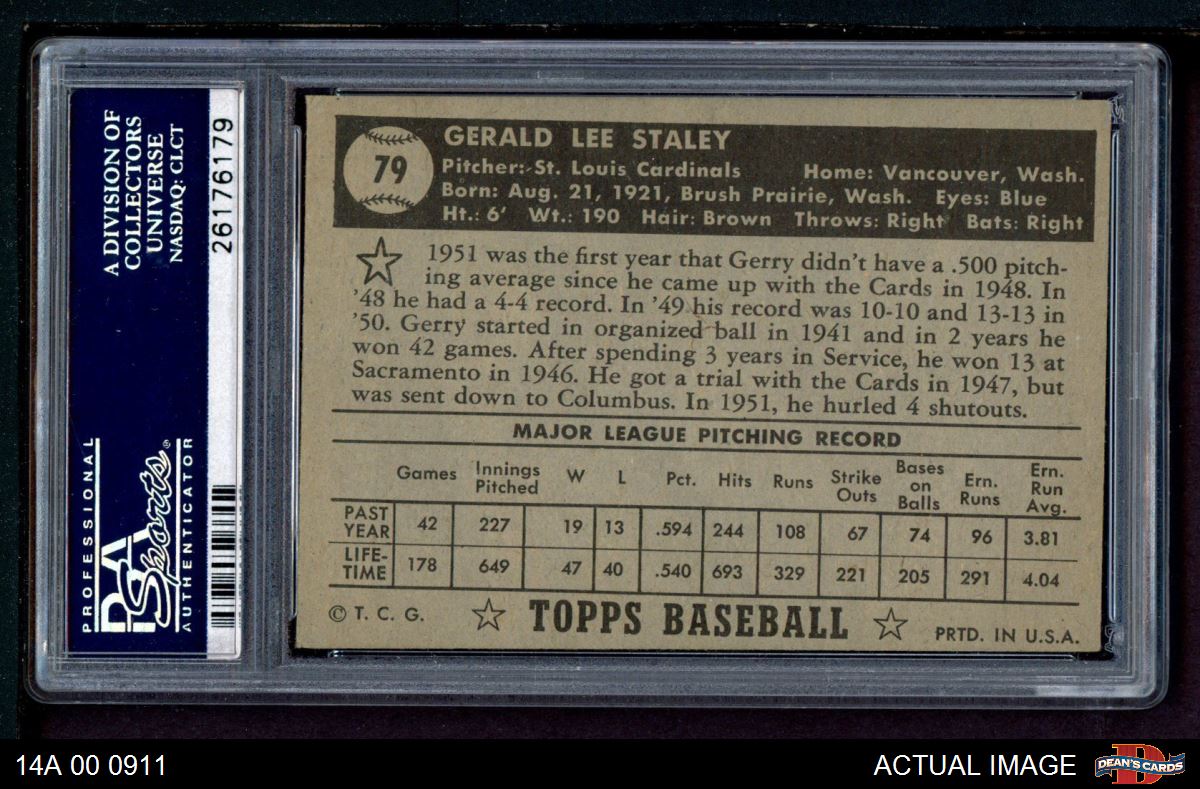 A DIVISION OF
COLLECTORS
UNIVERSE
NASDAQ: CLCT
26176179
PROFESSIONAL
PSA
Sports®
AUTHENTICATOR
79
GERALD LEE STALEY
Pitcher: St. Louis Cardinals Home: Vancouver, Wash.
Born: Aug. 21, 1921, Brush Prairie, Wash. Eyes: Blue
Ht.: 6' Wt.: 190 Hair: Brown Throws: Right Bats: Right
1951 was the first year that Gerry didn't have a .500 pitch-
ing average since he came up with the Cards in 1948. In
'48 he had a 4-4 record. In '49 his record was 10-10 and 13-13 in
'50. Gerry started in organized ball in 1941 and in 2 years he
won 42 games. After spending 3 years in Service, he won 13 at
Sacramento in 1946. He got a trial with the Cards in 1947, but
was sent down to Columbus. In 1951, he hurled 4 shutouts.
MAJOR LEAGUE PITCHING RECORD
Games Innings Pitched W L Pct. Hits Runs Strike Outs Bases on Balls Ern. Runs Ern. Run Avg.
PAST YEAR 42 227 19 13 .594 244 108 67 74 96 3.81
LIFE-TIME 178 649 47 40 .540 693 329 221 205 291 4.04
© T. C. G. TOPPS BASEBALL PRTD. IN U.S.A.
14A 00 0911 ACTUAL IMAGE DEAN'S CARDS